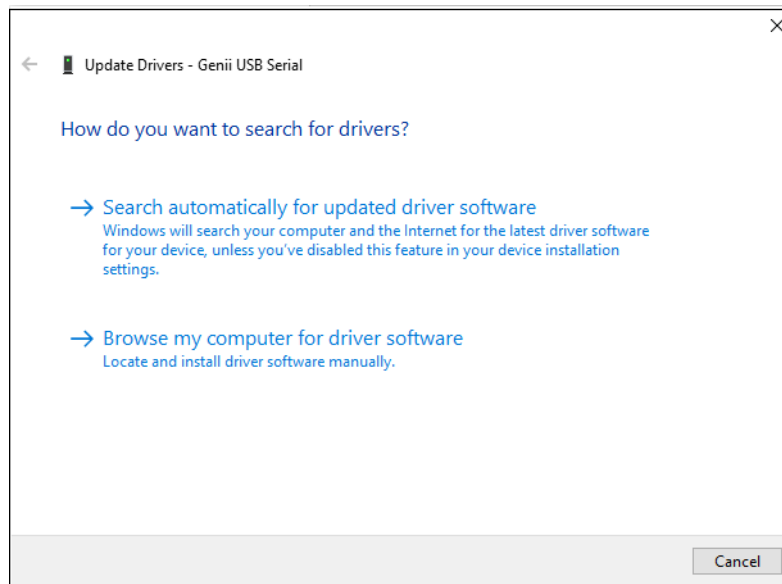 Update Drivers - Genii USB Serial
How do you want to search for drivers?
Search automatically for updated driver software
Windows will search your computer and the Internet for the latest driver software
for your device, unless you've disabled this feature in your device installation
settings.
Browse my computer for driver software
Locate and install driver software manually.
Cancel